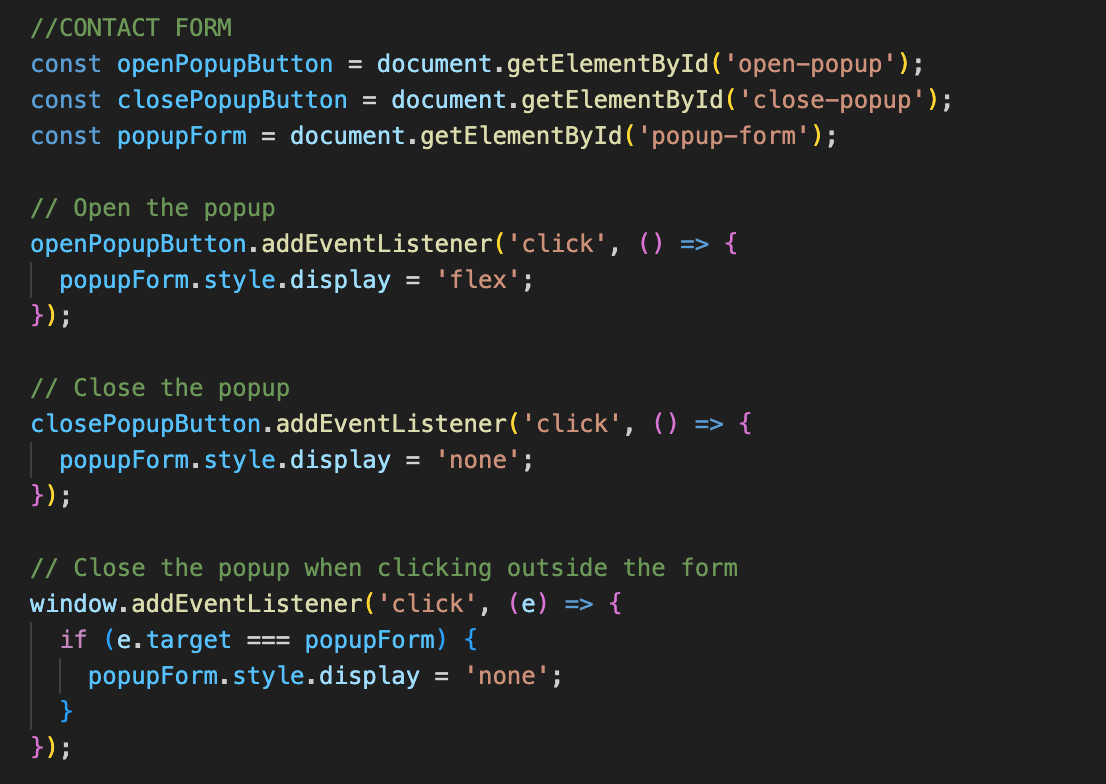 //CONTACT FORM
const openPopupButton = document.getElementById('open-popup');
const closePopupButton = document.getElementById('close-popup');
const popupForm = document.getElementById('popup-form');

// Open the popup
openPopupButton.addEventListener('click', () => {
  popupForm.style.display = 'flex';
});

// Close the popup
closePopupButton.addEventListener('click', () => {
  popupForm.style.display = 'none';
});

// Close the popup when clicking outside the form
window.addEventListener('click', (e) => {
  if (e.target === popupForm) {
    popupForm.style.display = 'none';
  }
});